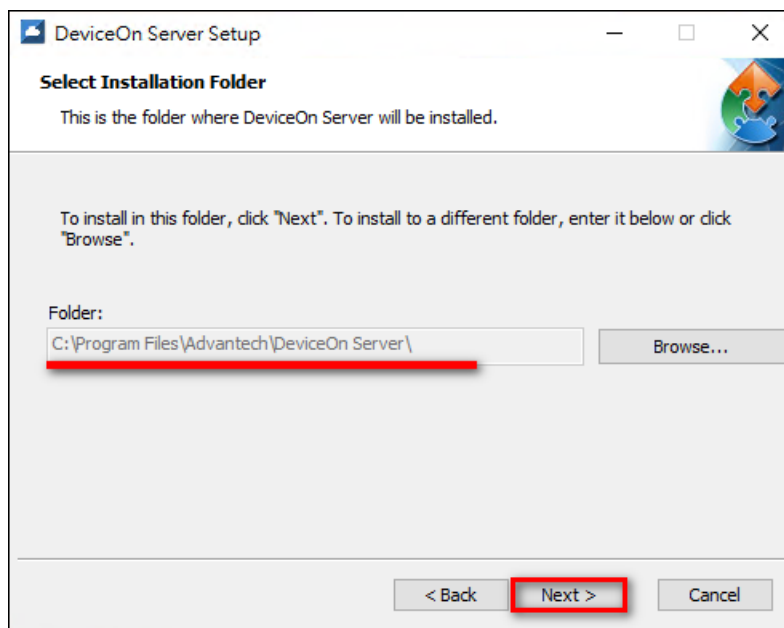 DeviceOn Server Setup
Select Installation Folder
This is the folder where DeviceOn Server will be installed.
To install in this folder, click "Next". To install to a different folder, enter it below or click
"Browse".
Folder:
C:\Program Files\Advantech\DeviceOn Server\
Browse...
< Back
Next >
Cancel